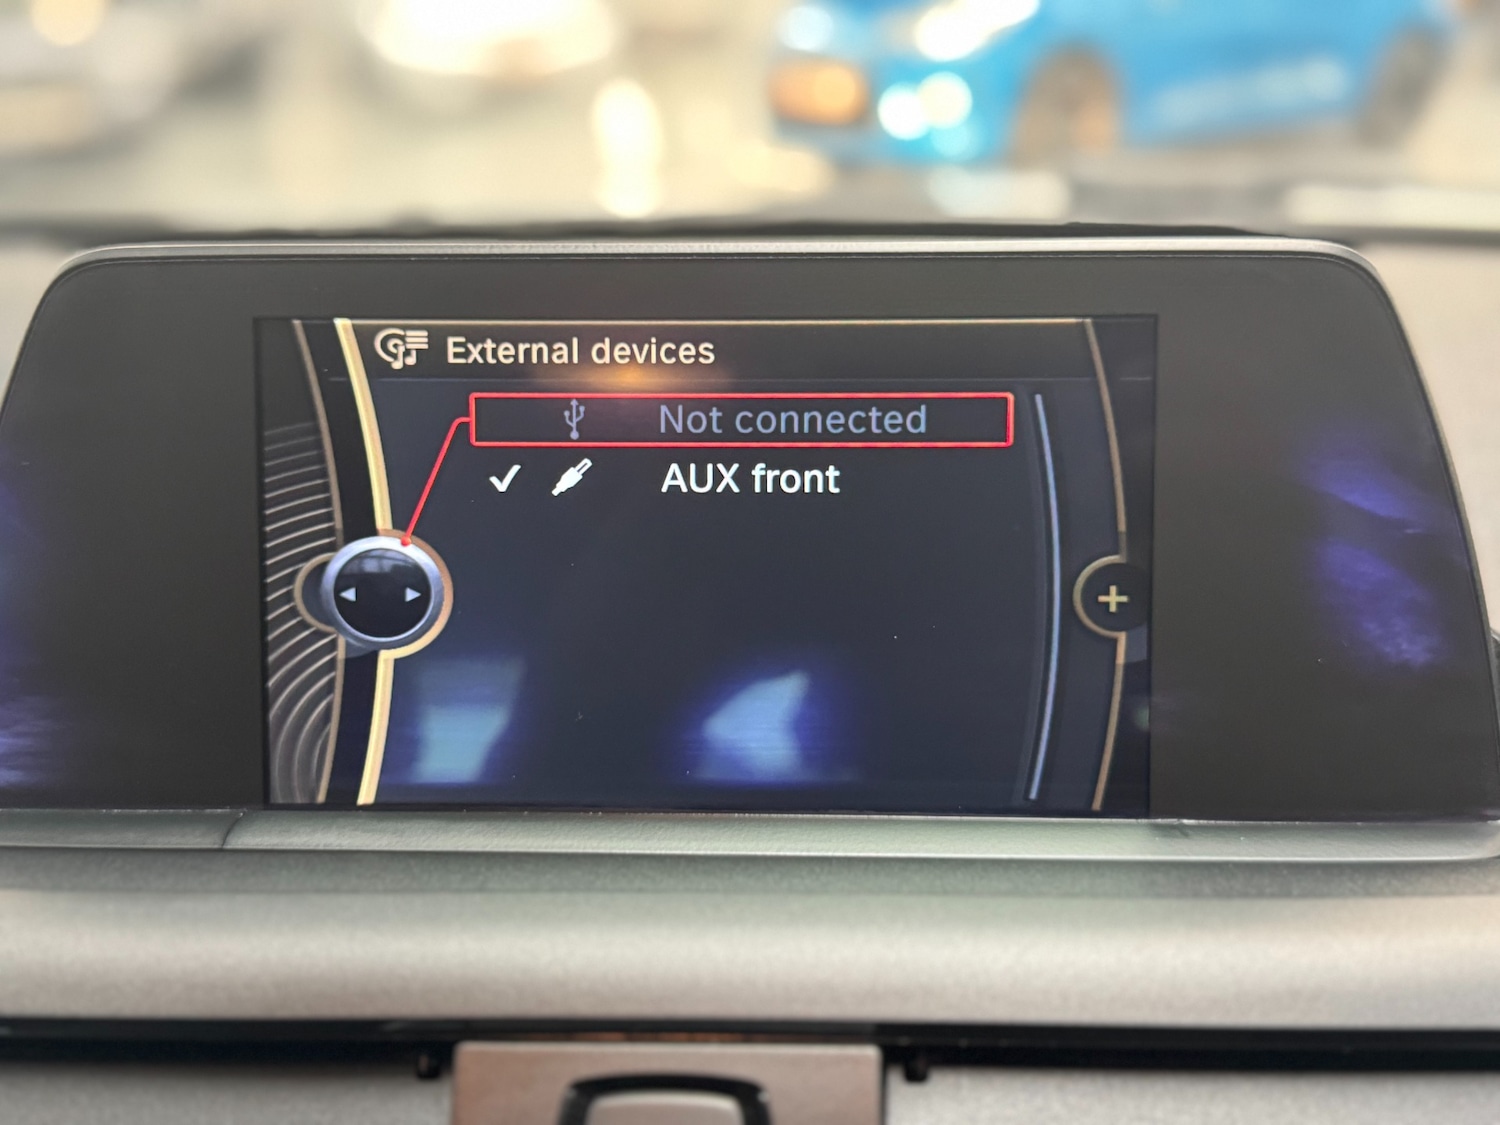 External devices
Not connected
AUX front